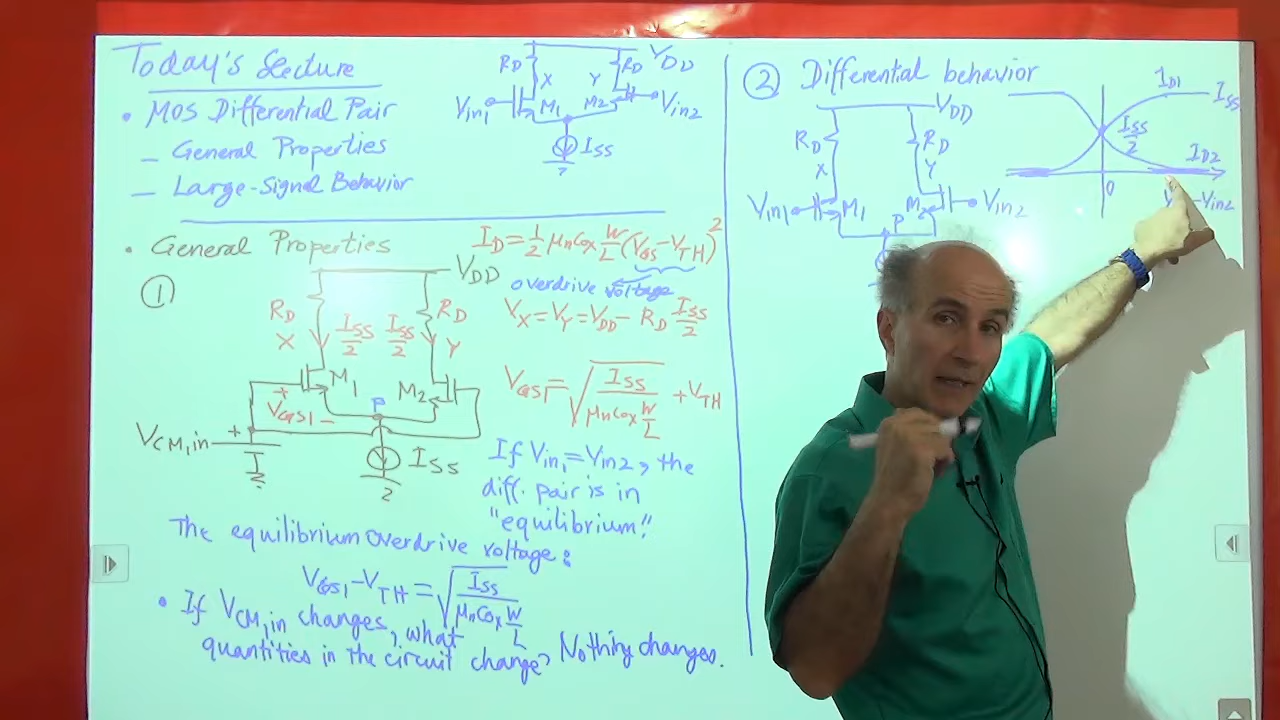 Today's Lecture
• MOS Differential Pair
– General Properties
– Large-Signal Behavior
VDD
RD RD
X Y
Vin1 M1 M2 Vin2
ISS
• General Properties
①
VDD
RD RD
ISS/2 ISS/2
X Y
M1 M2
+ VGS1 –
P
VCM,in +
ISS
ID = 1/2 μnCox W/L (VGS – VTH)²
overdrive voltage
VX = VY = VDD – RD ISS/2
VGS1 = √(ISS / μnCox W/L) + VTH
If Vin1 = Vin2, the
diff. pair is in
"equilibrium."
The equilibrium overdrive voltage:
VGS1 – VTH = √(ISS / μnCox W/L)
• If VCM,in changes, what
quantities in the circuit change? Nothing changes.
② Differential behavior
VDD
RD RD
X Y
Vin1 M1 M2 Vin2
P
ID1
ISS
ISS/2
ID2
0
–Vin2